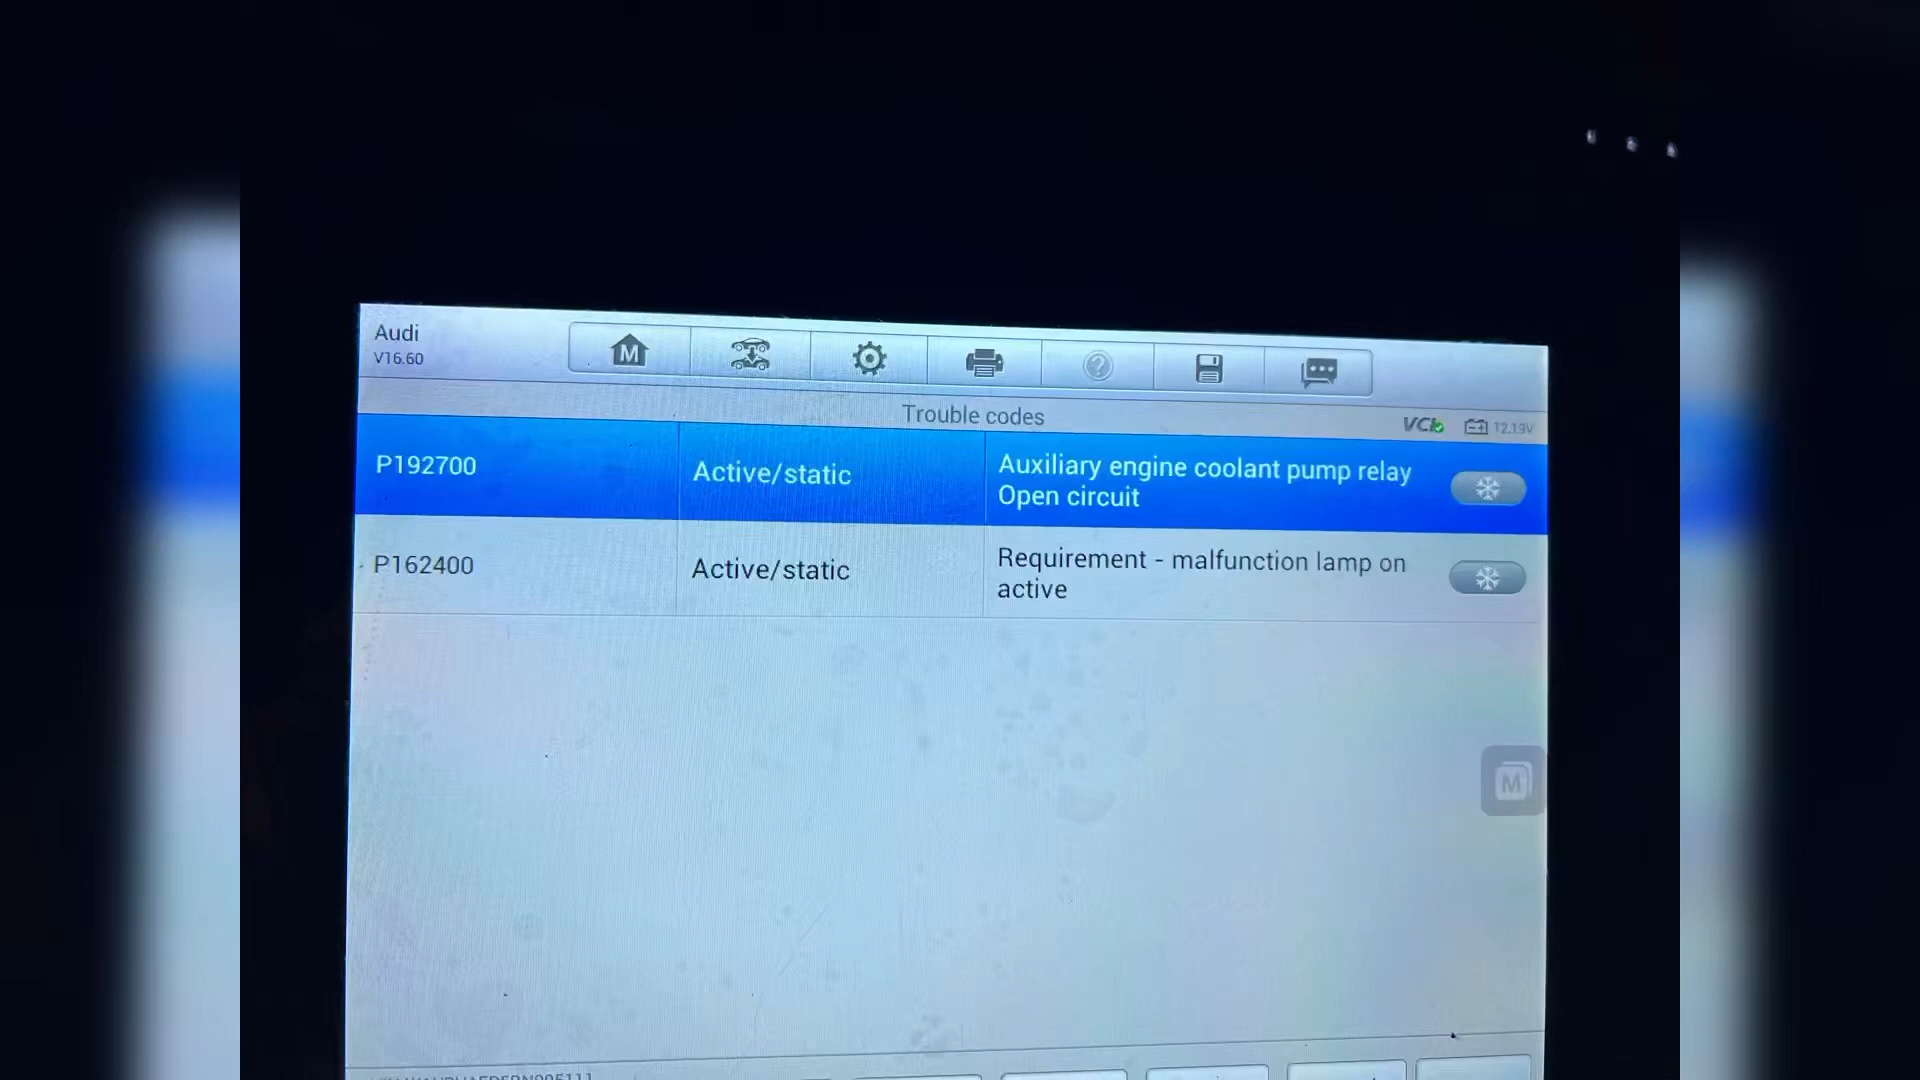 Audi
V16.60
M
Trouble codes
VCI
12.19V
P192700
Active/static
Auxiliary engine coolant pump relay
Open circuit
P162400
Active/static
Requirement - malfunction lamp on
active
M